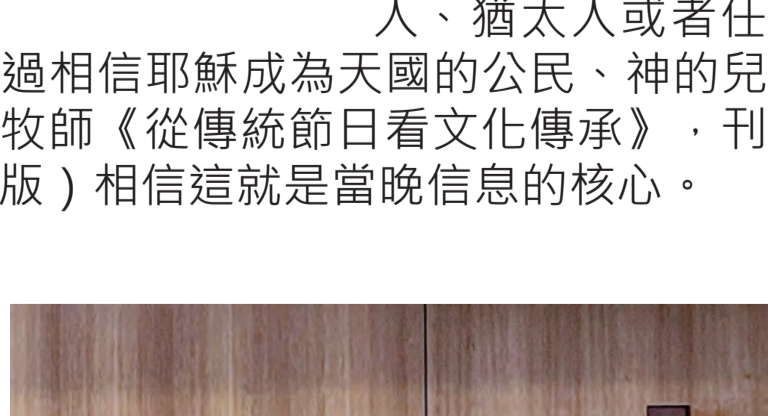 人、猶太人或者任
過相信耶穌成為天國的公民、神的兒
牧師《從傳統節日看文化傳承》，刊
版）相信這就是當晚信息的核心。